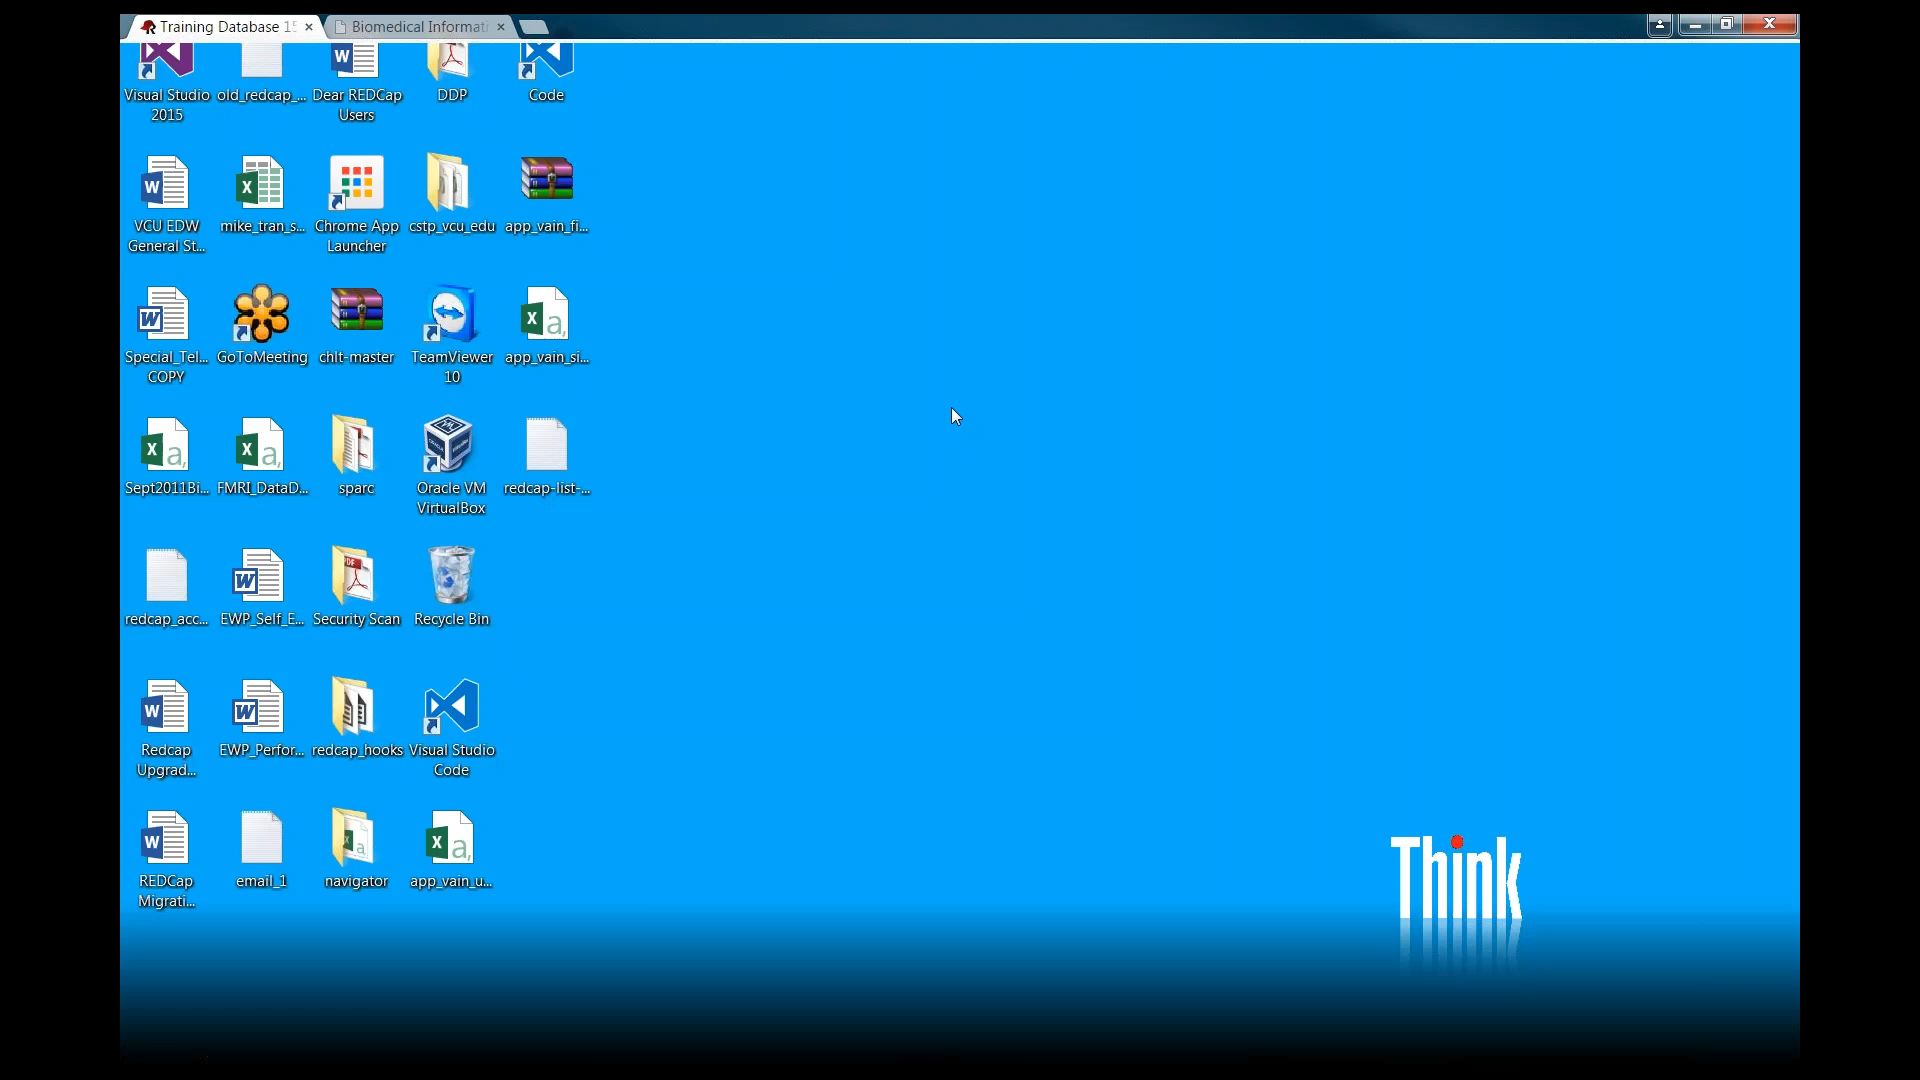 Training Database 15
Biomedical Informati
Visual Studio
2015
old_redcap_...
Dear REDCap
Users
DDP
Code
VCU EDW
General St...
mike_tran_s...
Chrome App
Launcher
cstp_vcu_edu
app_vain_fi...
Special_Tel...
COPY
GoToMeeting
chlt-master
TeamViewer
10
app_vain_si...
Sept2011Bi...
FMRI_DataD...
sparc
Oracle VM
VirtualBox
redcap-list-...
redcap_acc...
EWP_Self_E...
Security Scan
Recycle Bin
Redcap
Upgrad...
EWP_Perfor...
redcap_hooks
Visual Studio
Code
REDCap
Migrati...
email_1
navigator
app_vain_u...
Think